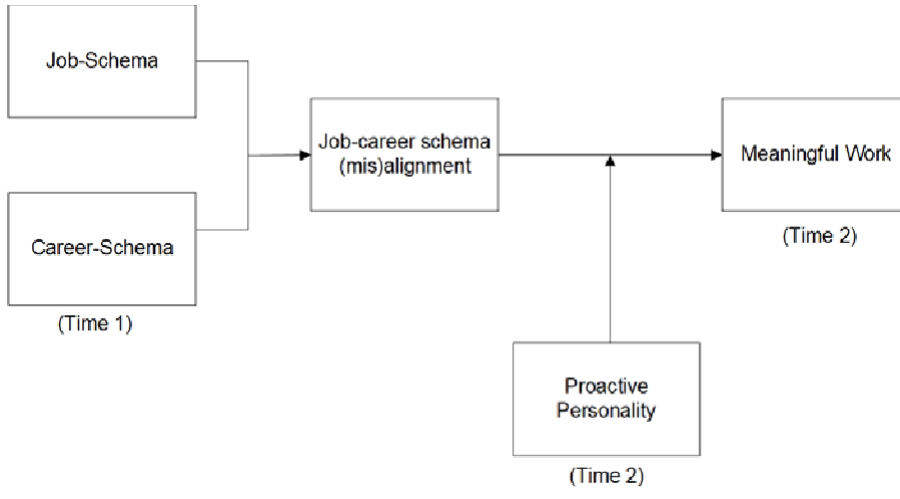 Job-Schema
Career-Schema
(Time 1)
Job-career schema
(mis)alignment
Meaningful Work
(Time 2)
Proactive
Personality
(Time 2)